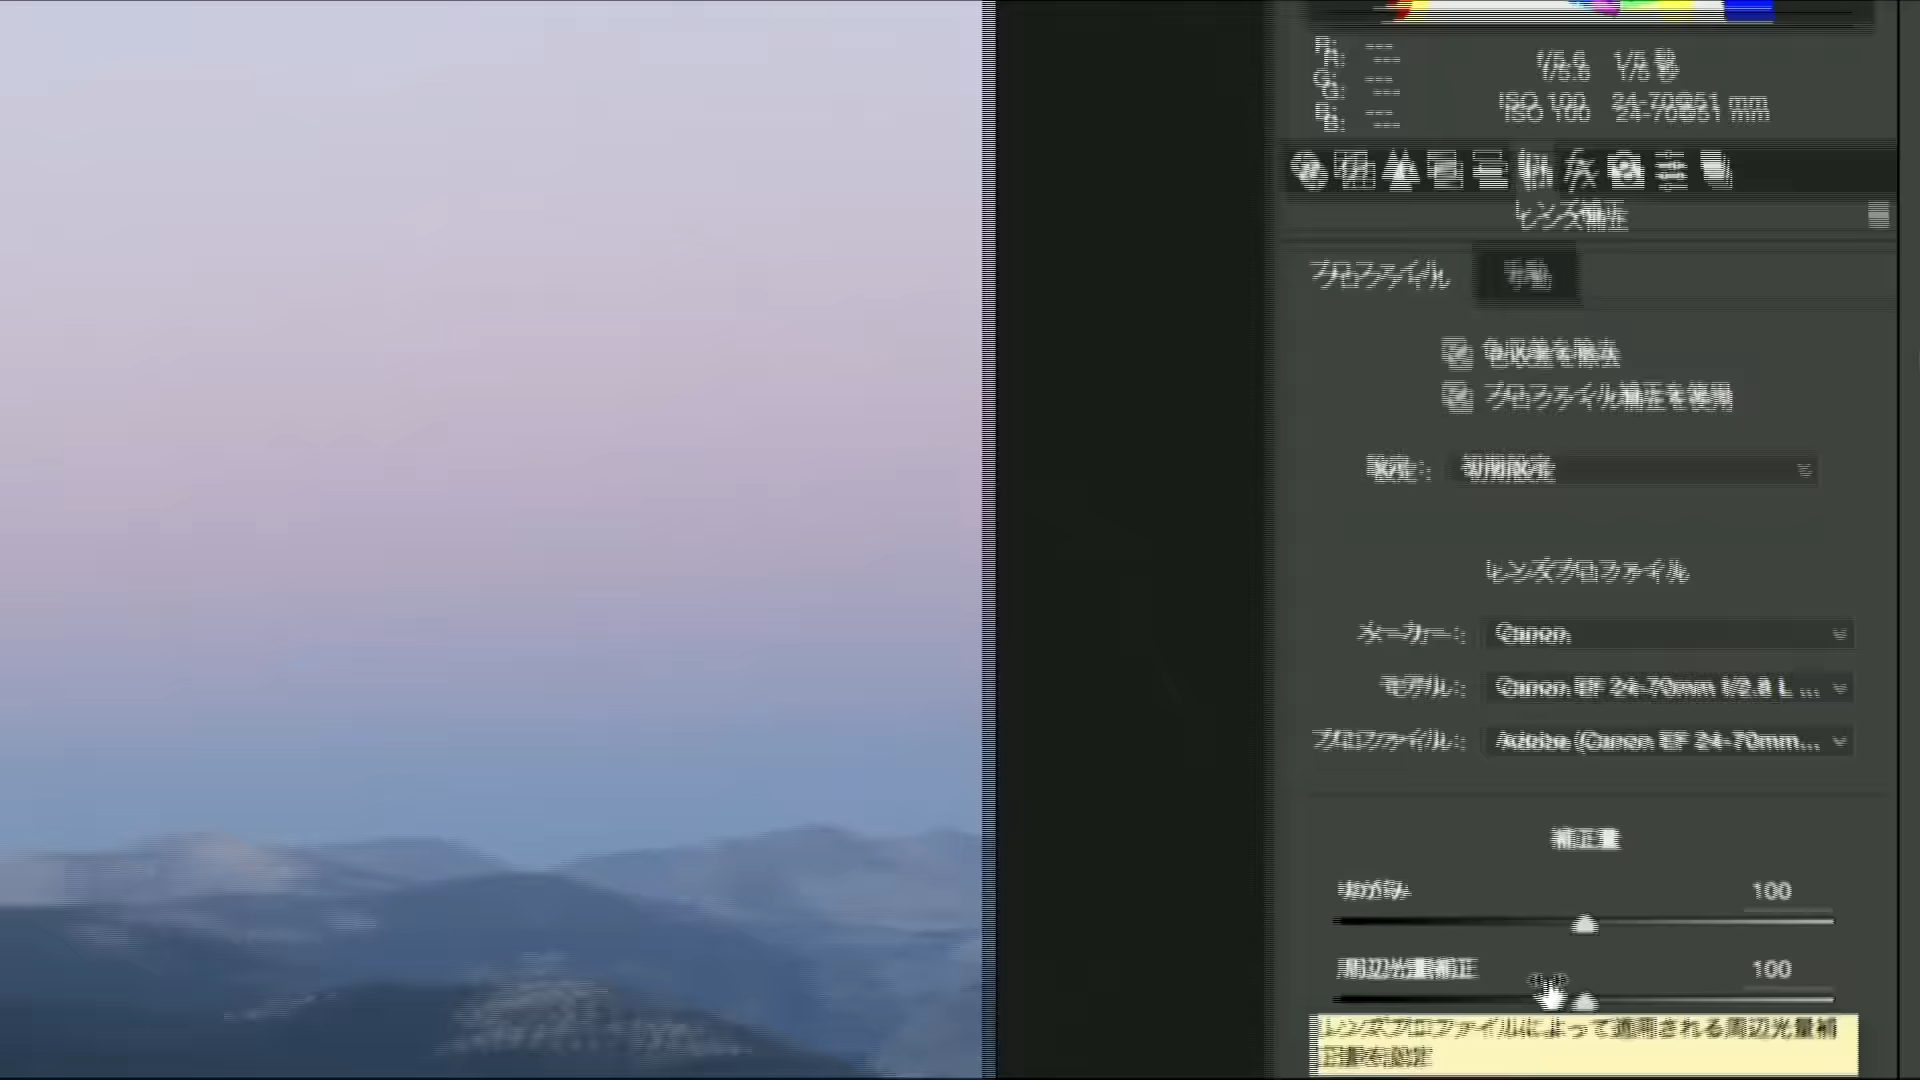 R: ---
G: ---
B: ---
f/5.6 1/5 秒
ISO 100 24-70@51 mm
レンズ補正
プロファイル 手動
色収差を除去
プロファイル補正を使用
設定: 初期設定
レンズプロファイル
メーカー: Canon
モデル: Canon EF 24-70mm f/2.8 L ...
プロファイル: Adobe (Canon EF 24-70mm...
補正量
ゆがみ 100
周辺光量補正 100
レンズプロファイルによって適用される周辺光量補
正量を設定